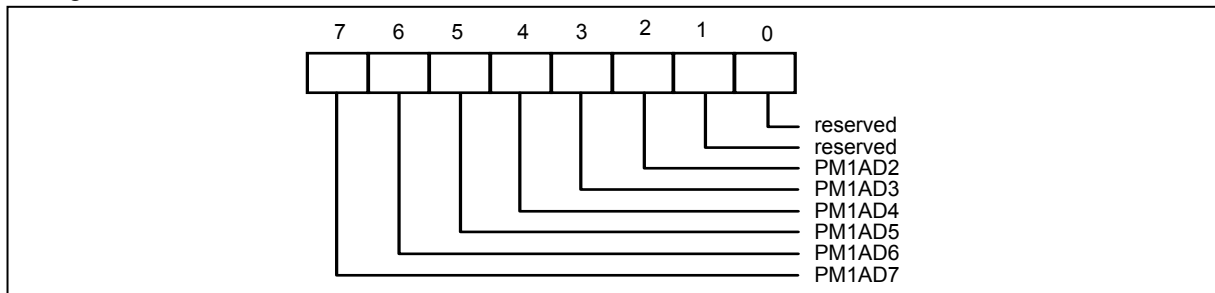 7 6 5 4 3 2 1 0
reserved
reserved
PM1AD2
PM1AD3
PM1AD4
PM1AD5
PM1AD6
PM1AD7